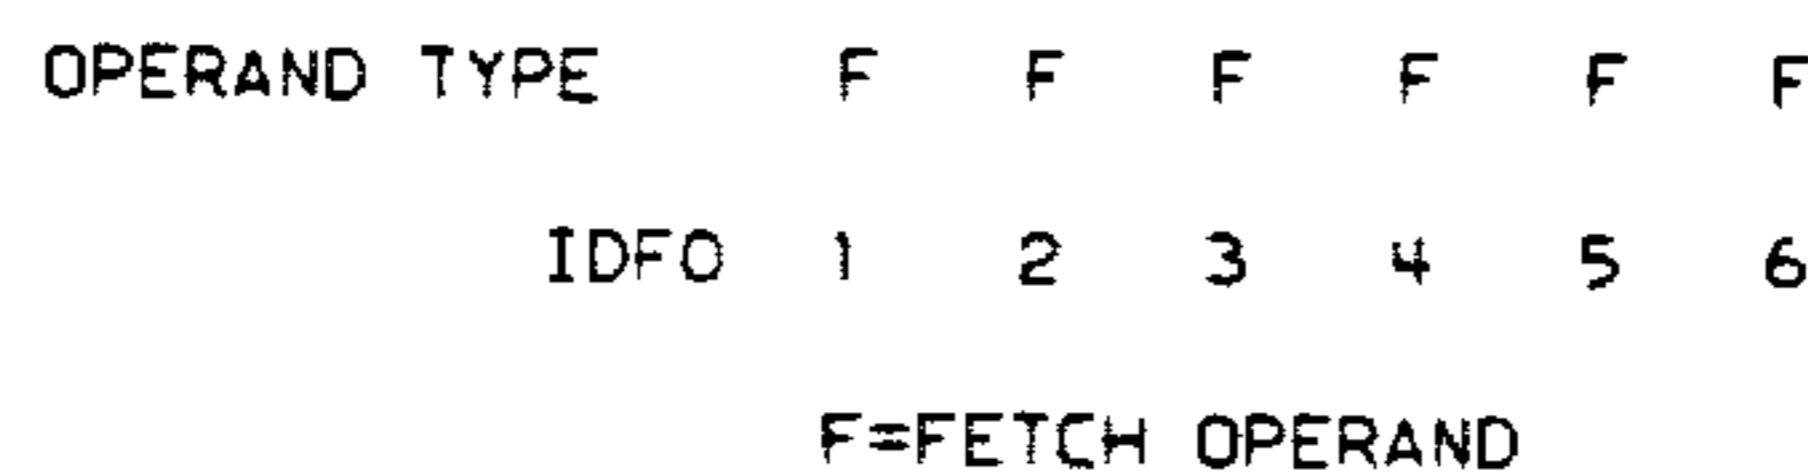 OPERAND TYPE F F F F F F
IDFO 1 2 3 4 5 6
F=FETCH OPERAND